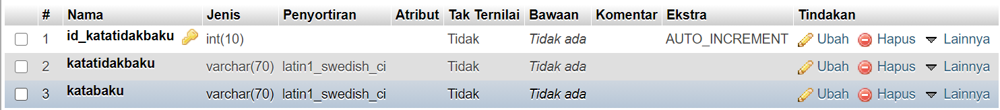 # Nama Jenis Penyortiran Atribut Tak Ternilai Bawaan Komentar Ekstra Tindakan
1 id_katatidakbaku int(10) Tidak Tidak ada AUTO_INCREMENT Ubah Hapus Lainnya
2 katatidakbaku varchar(70) latin1_swedish_ci Tidak Tidak ada Ubah Hapus Lainnya
3 katabaku varchar(70) latin1_swedish_ci Tidak Tidak ada Ubah Hapus Lainnya